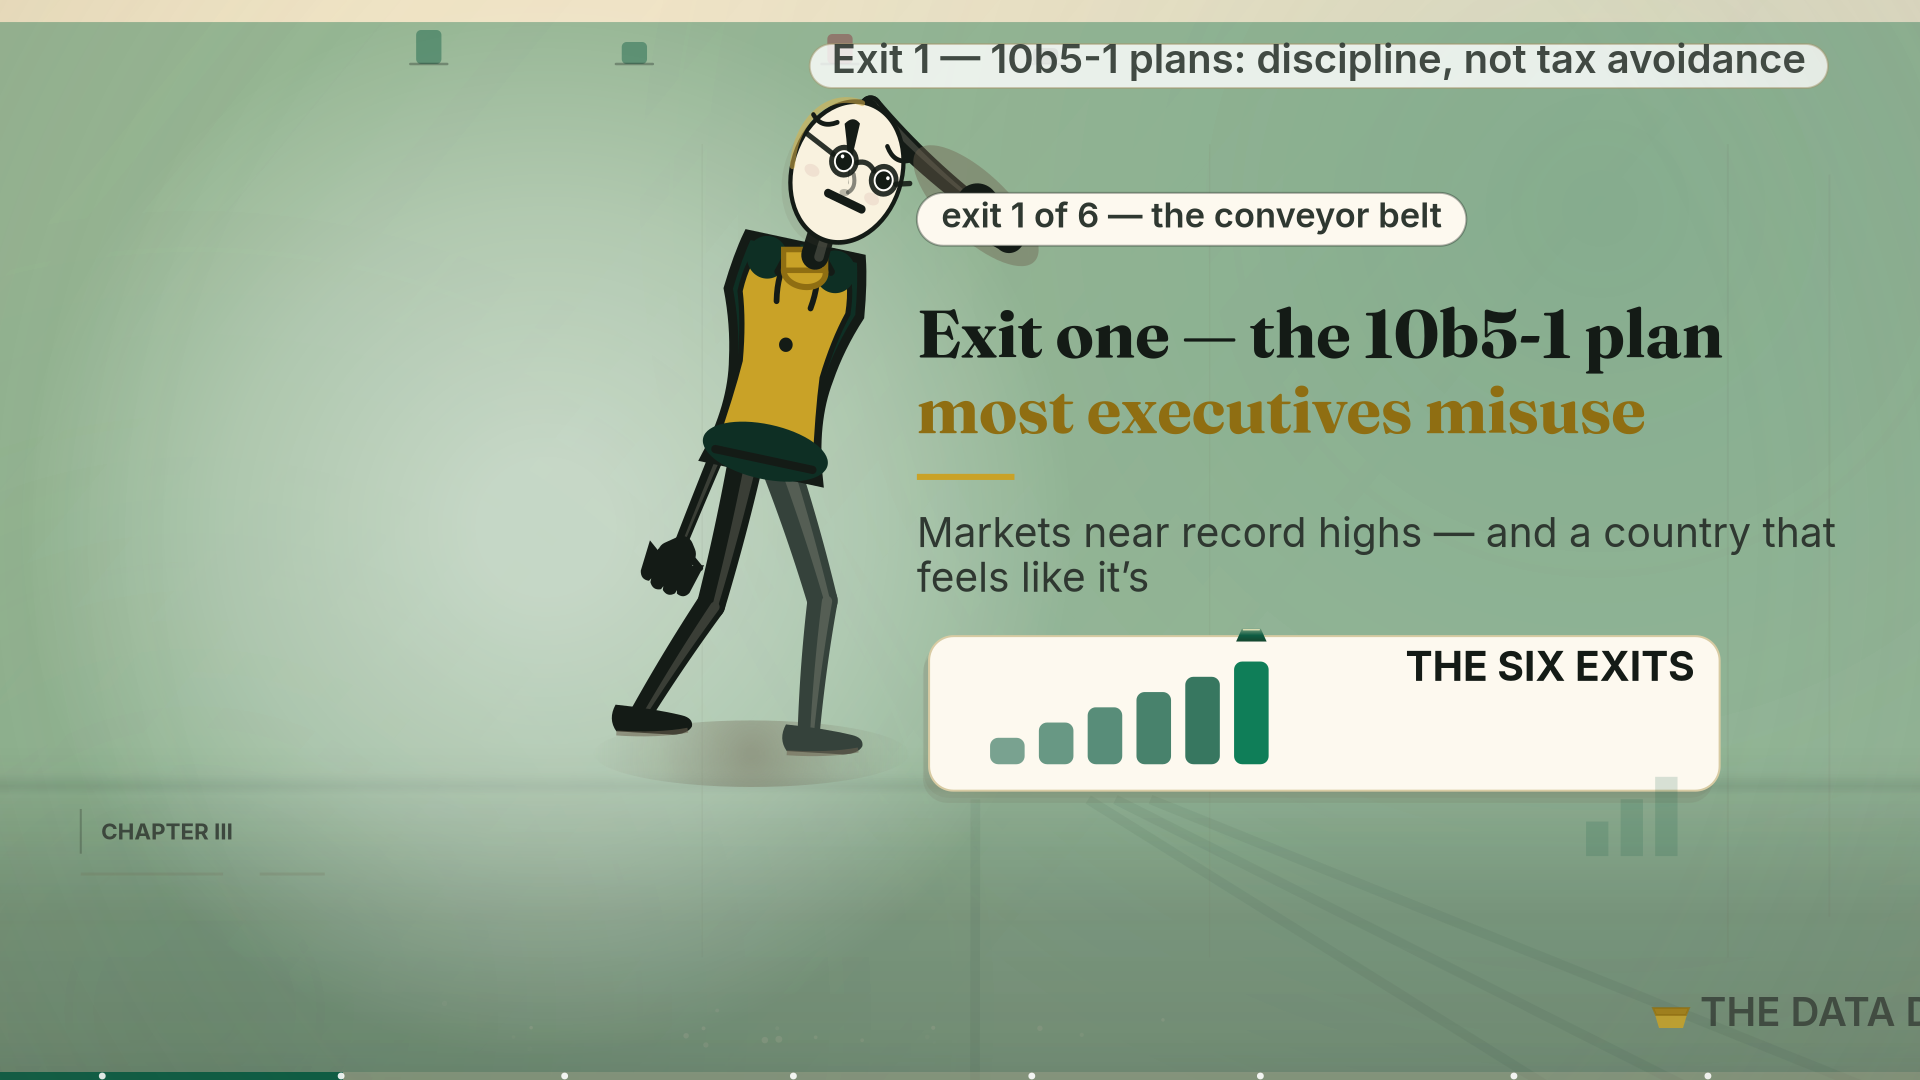 Exit 1 — 10b5-1 plans: discipline, not tax avoidance
exit 1 of 6 — the conveyor belt
Exit one — the 10b5-1 plan
most executives misuse
Markets near record highs — and a country that
feels like it’s
THE SIX EXITS
CHAPTER III
THE DATA D